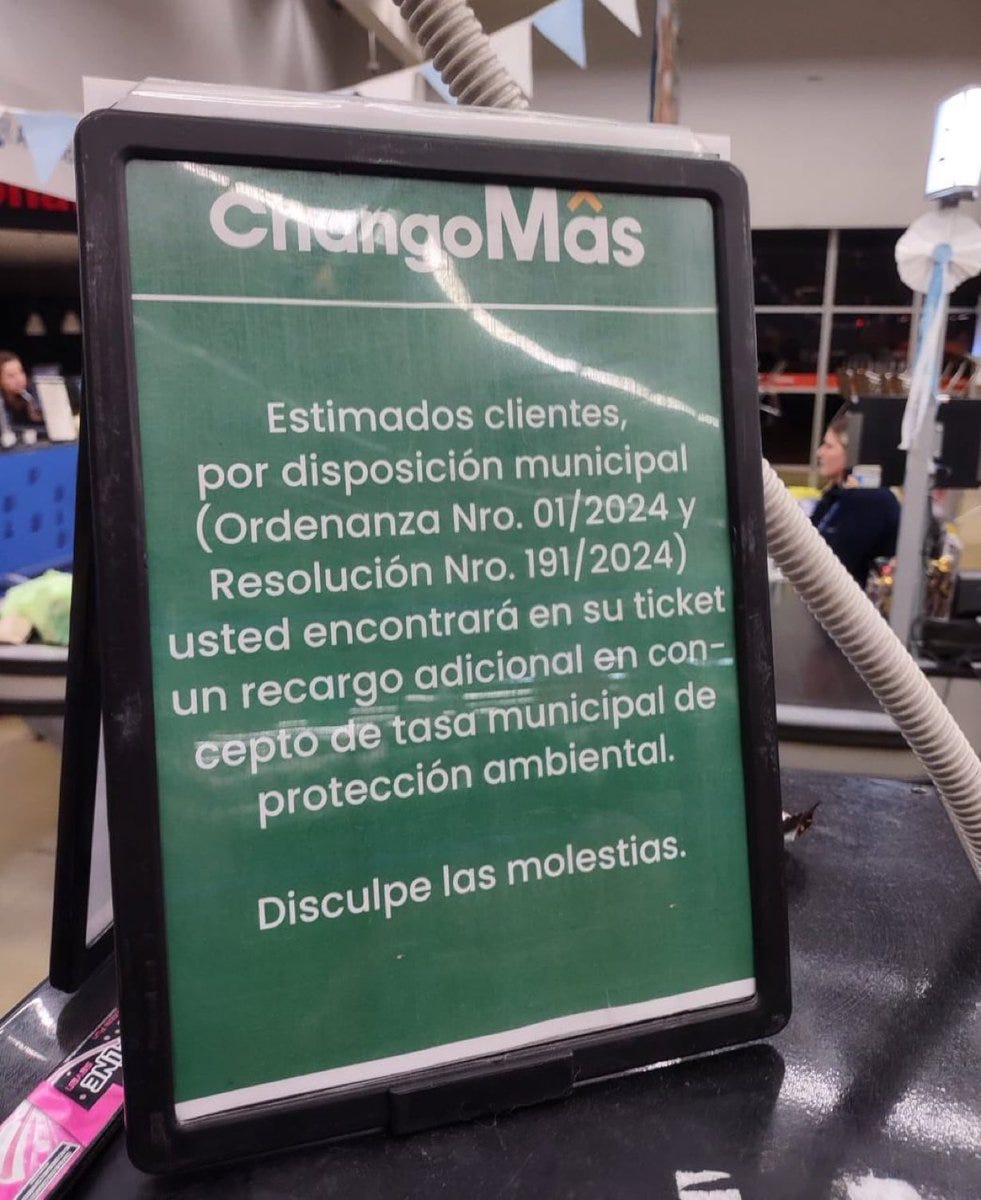 ChangoMâs
Estimados clientes,
por disposición municipal
(Ordenanza Nro. 01/2024 y
Resolución Nro. 191/2024)
usted encontrará en su ticket
un recargo adicional en con-
cepto de tasa municipal de
protección ambiental.
Disculpe las molestias.